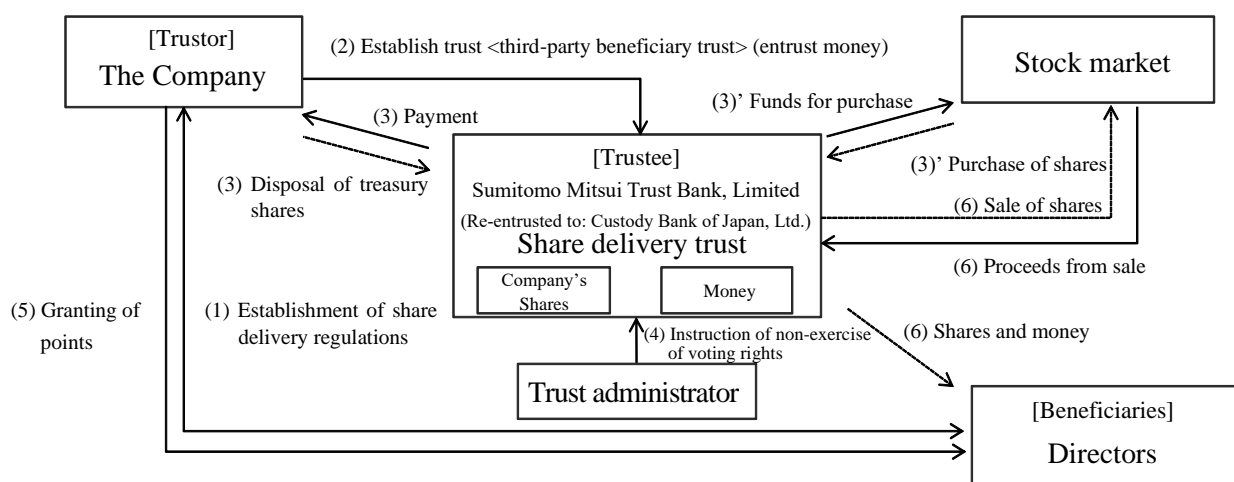 [Trustor]
The Company
(2) Establish trust <third-party beneficiary trust> (entrust money)
Stock market
(3) Payment
(3)’ Funds for purchase
(3) Disposal of treasury
shares
[Trustee]
Sumitomo Mitsui Trust Bank, Limited
(Re-entrusted to: Custody Bank of Japan, Ltd.)
Share delivery trust
Company’s
Shares
Money
(3)’ Purchase of shares
(6) Sale of shares
(6) Proceeds from sale
(5) Granting of
points
(1) Establishment of share
delivery regulations
(4) Instruction of non-exercise
of voting rights
(6) Shares and money
Trust administrator
[Beneficiaries]
Directors